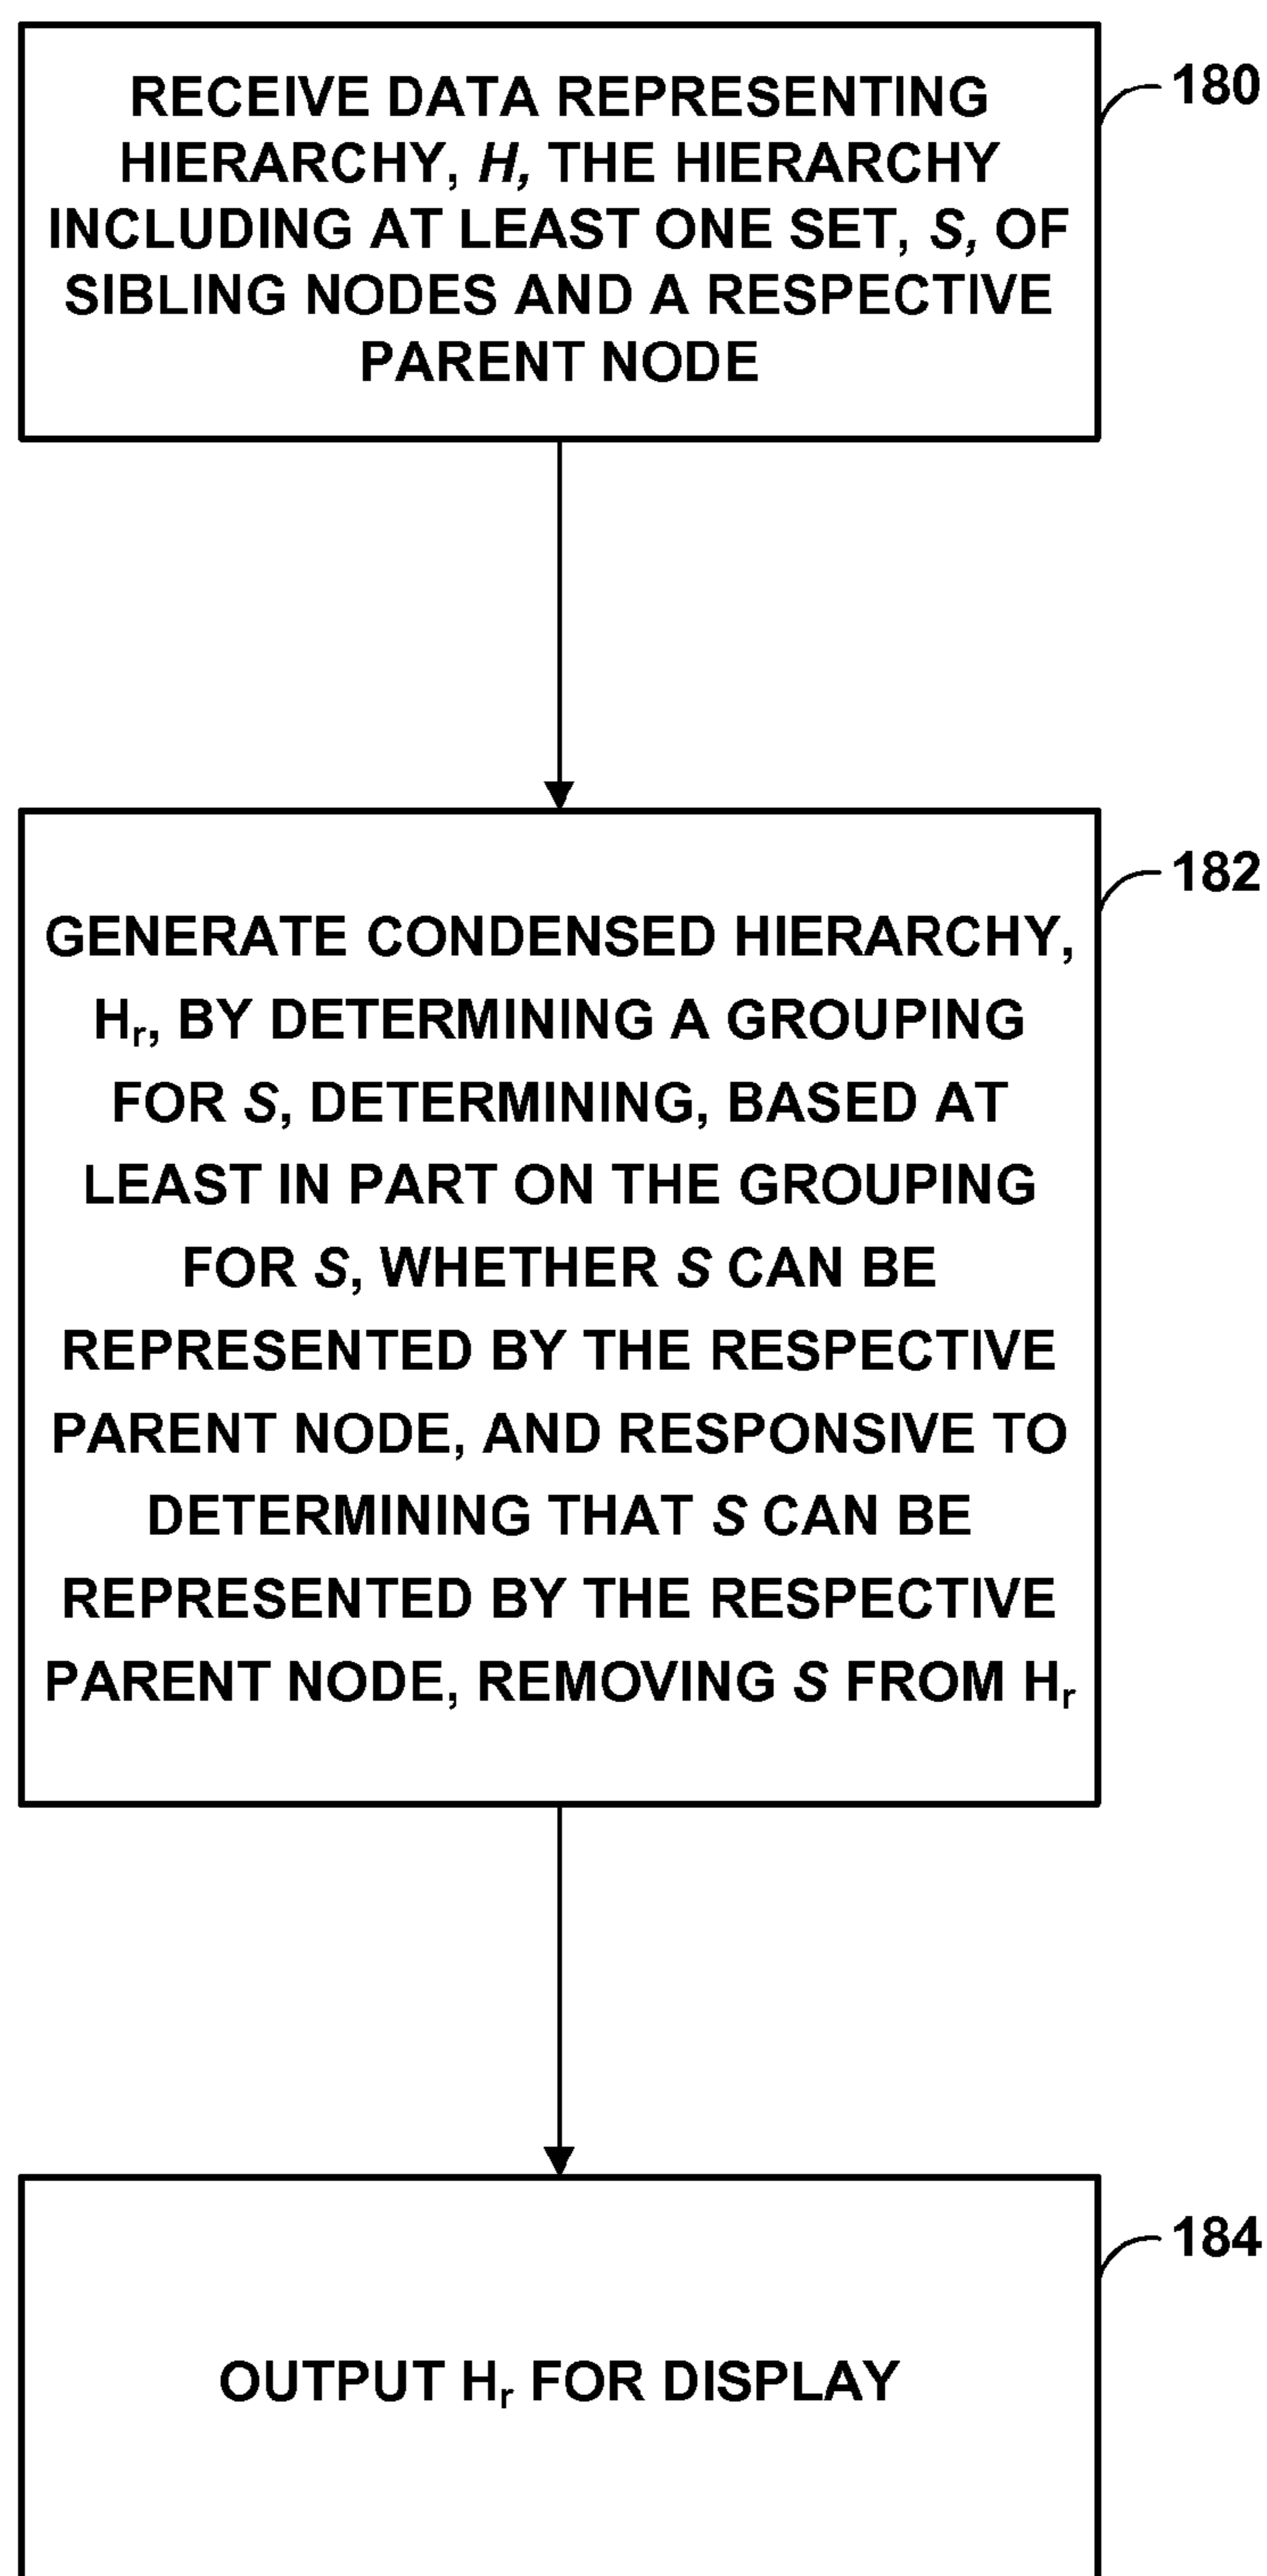 RECEIVE DATA REPRESENTING
HIERARCHY, H, THE HIERARCHY
INCLUDING AT LEAST ONE SET, S, OF
SIBLING NODES AND A RESPECTIVE
PARENT NODE
180
GENERATE CONDENSED HIERARCHY,
Hr, BY DETERMINING A GROUPING
FOR S, DETERMINING, BASED AT
LEAST IN PART ON THE GROUPING
FOR S, WHETHER S CAN BE
REPRESENTED BY THE RESPECTIVE
PARENT NODE, AND RESPONSIVE TO
DETERMINING THAT S CAN BE
REPRESENTED BY THE RESPECTIVE
PARENT NODE, REMOVING S FROM Hr
182
OUTPUT Hr FOR DISPLAY
184